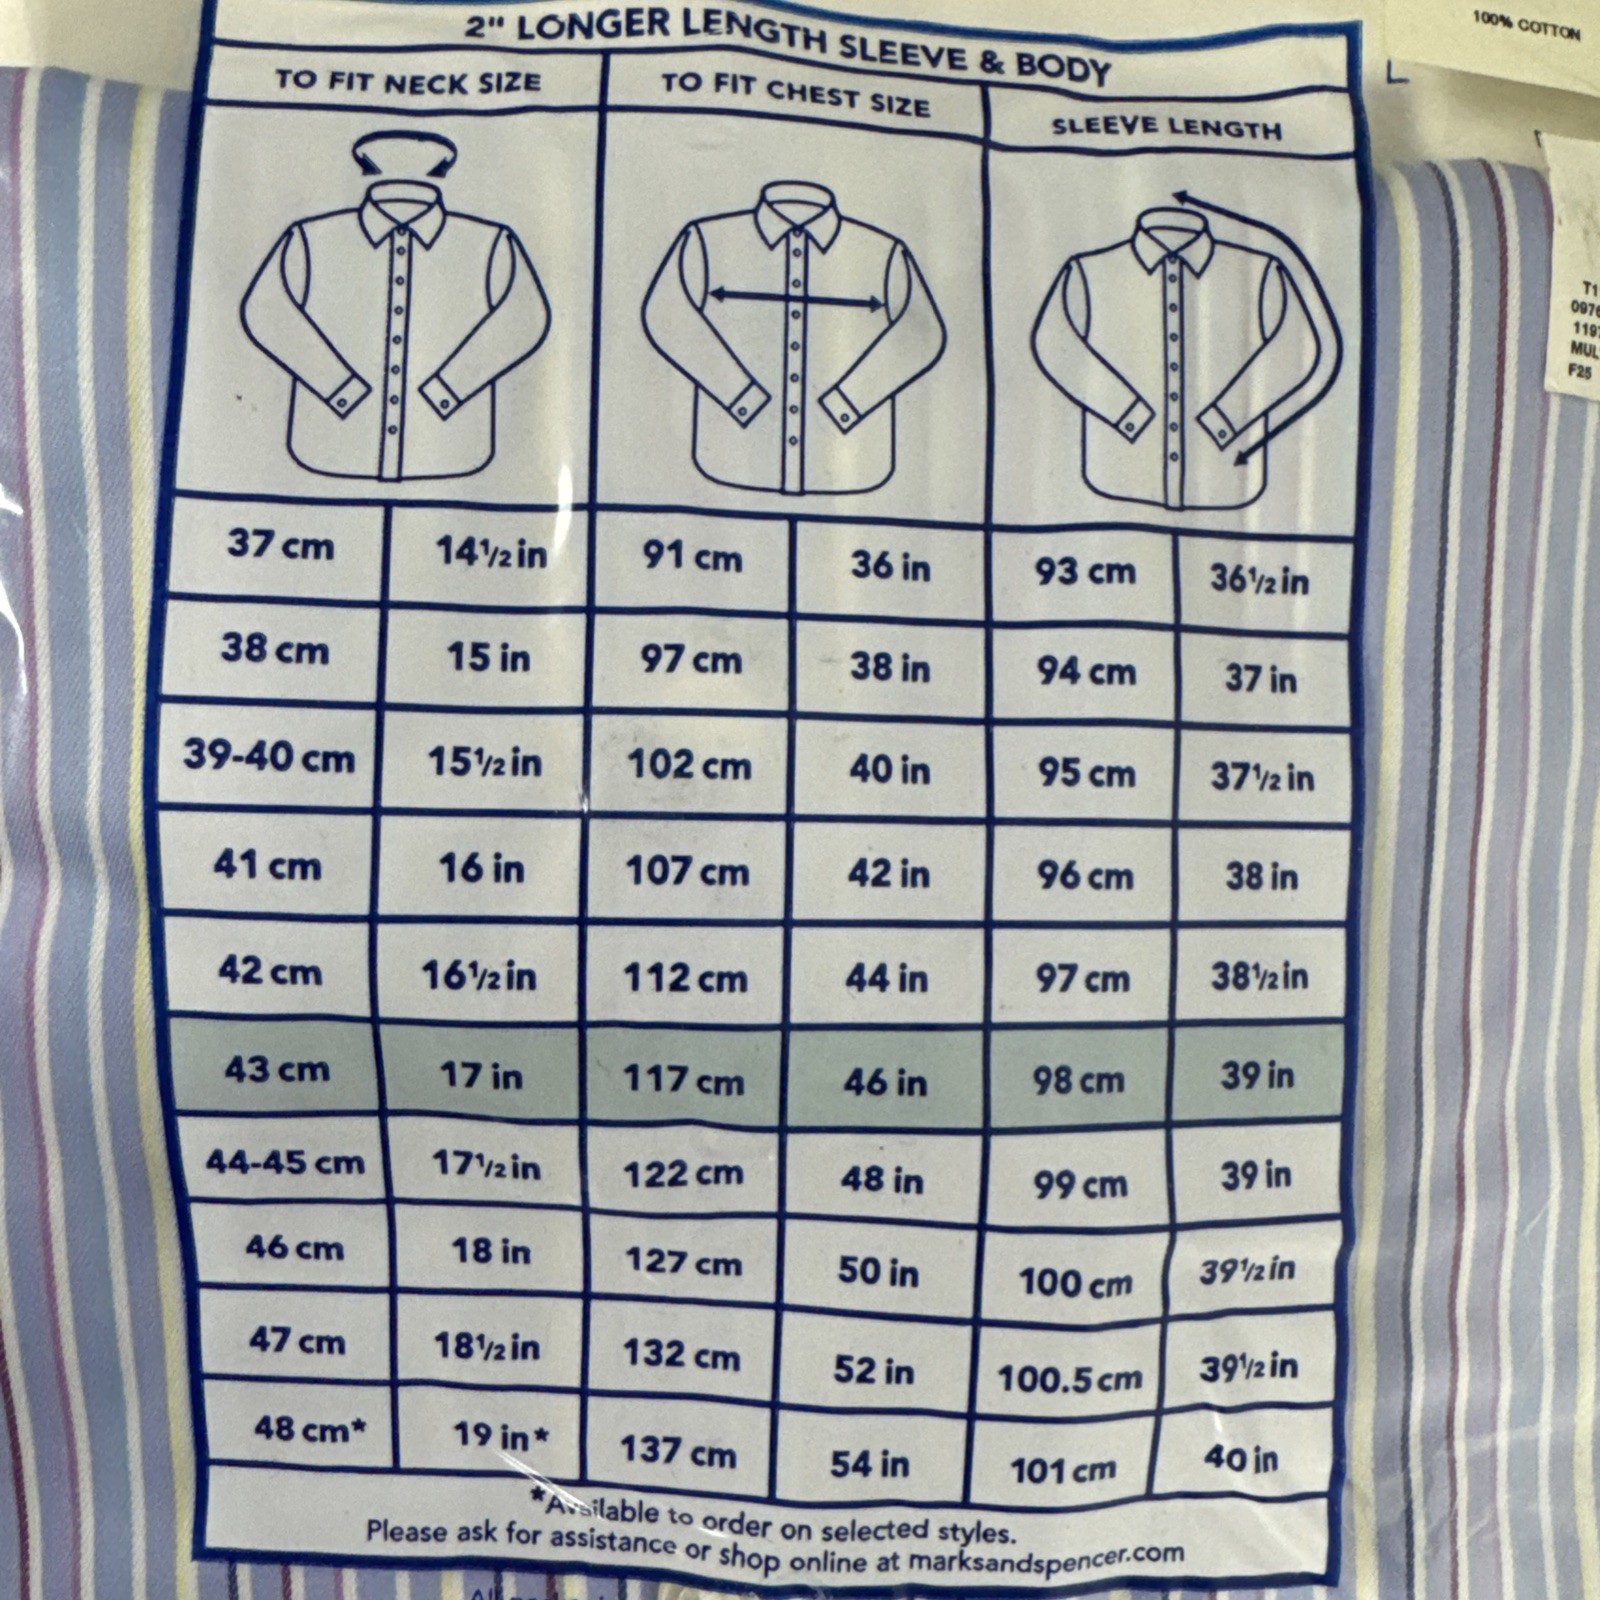 100% COTTON
2" LONGER LENGTH SLEEVE & BODY
TO FIT NECK SIZE TO FIT CHEST SIZE SLEEVE LENGTH
37 cm 14½ in 91 cm 36 in 93 cm 36½ in
38 cm 15 in 97 cm 38 in 94 cm 37 in
39-40 cm 15½ in 102 cm 40 in 95 cm 37½ in
41 cm 16 in 107 cm 42 in 96 cm 38 in
42 cm 16½ in 112 cm 44 in 97 cm 38½ in
43 cm 17 in 117 cm 46 in 98 cm 39 in
44-45 cm 17½ in 122 cm 48 in 99 cm 39 in
46 cm 18 in 127 cm 50 in 100 cm 39½ in
47 cm 18½ in 132 cm 52 in 100.5 cm 39½ in
48 cm* 19 in* 137 cm 54 in 101 cm 40 in
*Available to order on selected styles.
Please ask for assistance or shop online at marksandspencer.com
T1
F25